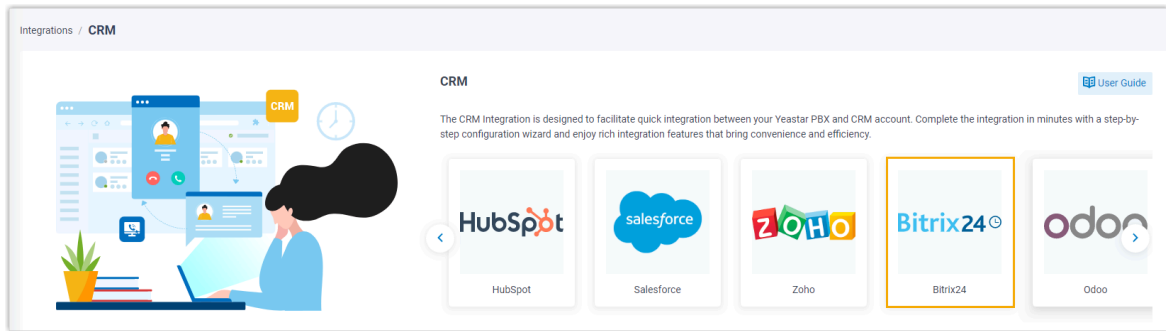 Integrations / CRM
CRM
CRM
User Guide
The CRM Integration is designed to facilitate quick integration between your Yeastar PBX and CRM account. Complete the integration in minutes with a step-by-
step configuration wizard and enjoy rich integration features that bring convenience and efficiency.
HubSpot
salesforce
ZOHO
Bitrix24
odoo
HubSpot
Salesforce
Zoho
Bitrix24
Odoo